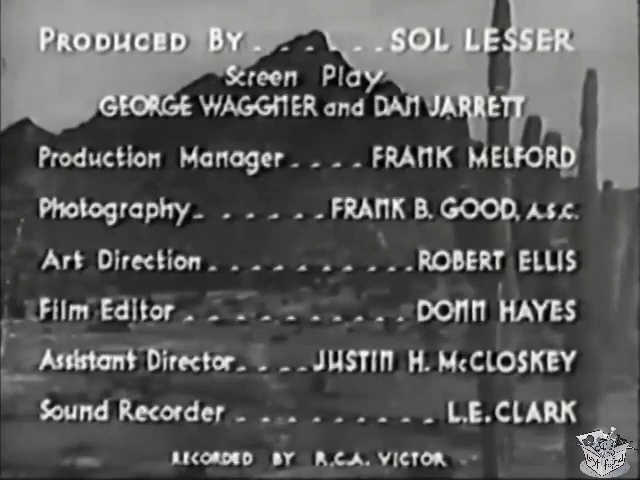 PRODUCED BY . . . . . . . SOL LESSER
Screen Play
GEORGE WAGGNER and DAN JARRETT
Production Manager . . . . FRANK MELFORD
Photography . . . . . . . FRANK B. GOOD, A.S.C.
Art Direction . . . . . . . . . . ROBERT ELLIS
Film Editor . . . . . . . . . . . DONN HAYES
Assistant Director . . . . JUSTIN H. McCLOSKEY
Sound Recorder . . . . . . . . . L.E. CLARK
RECORDED BY R.C.A. VICTOR